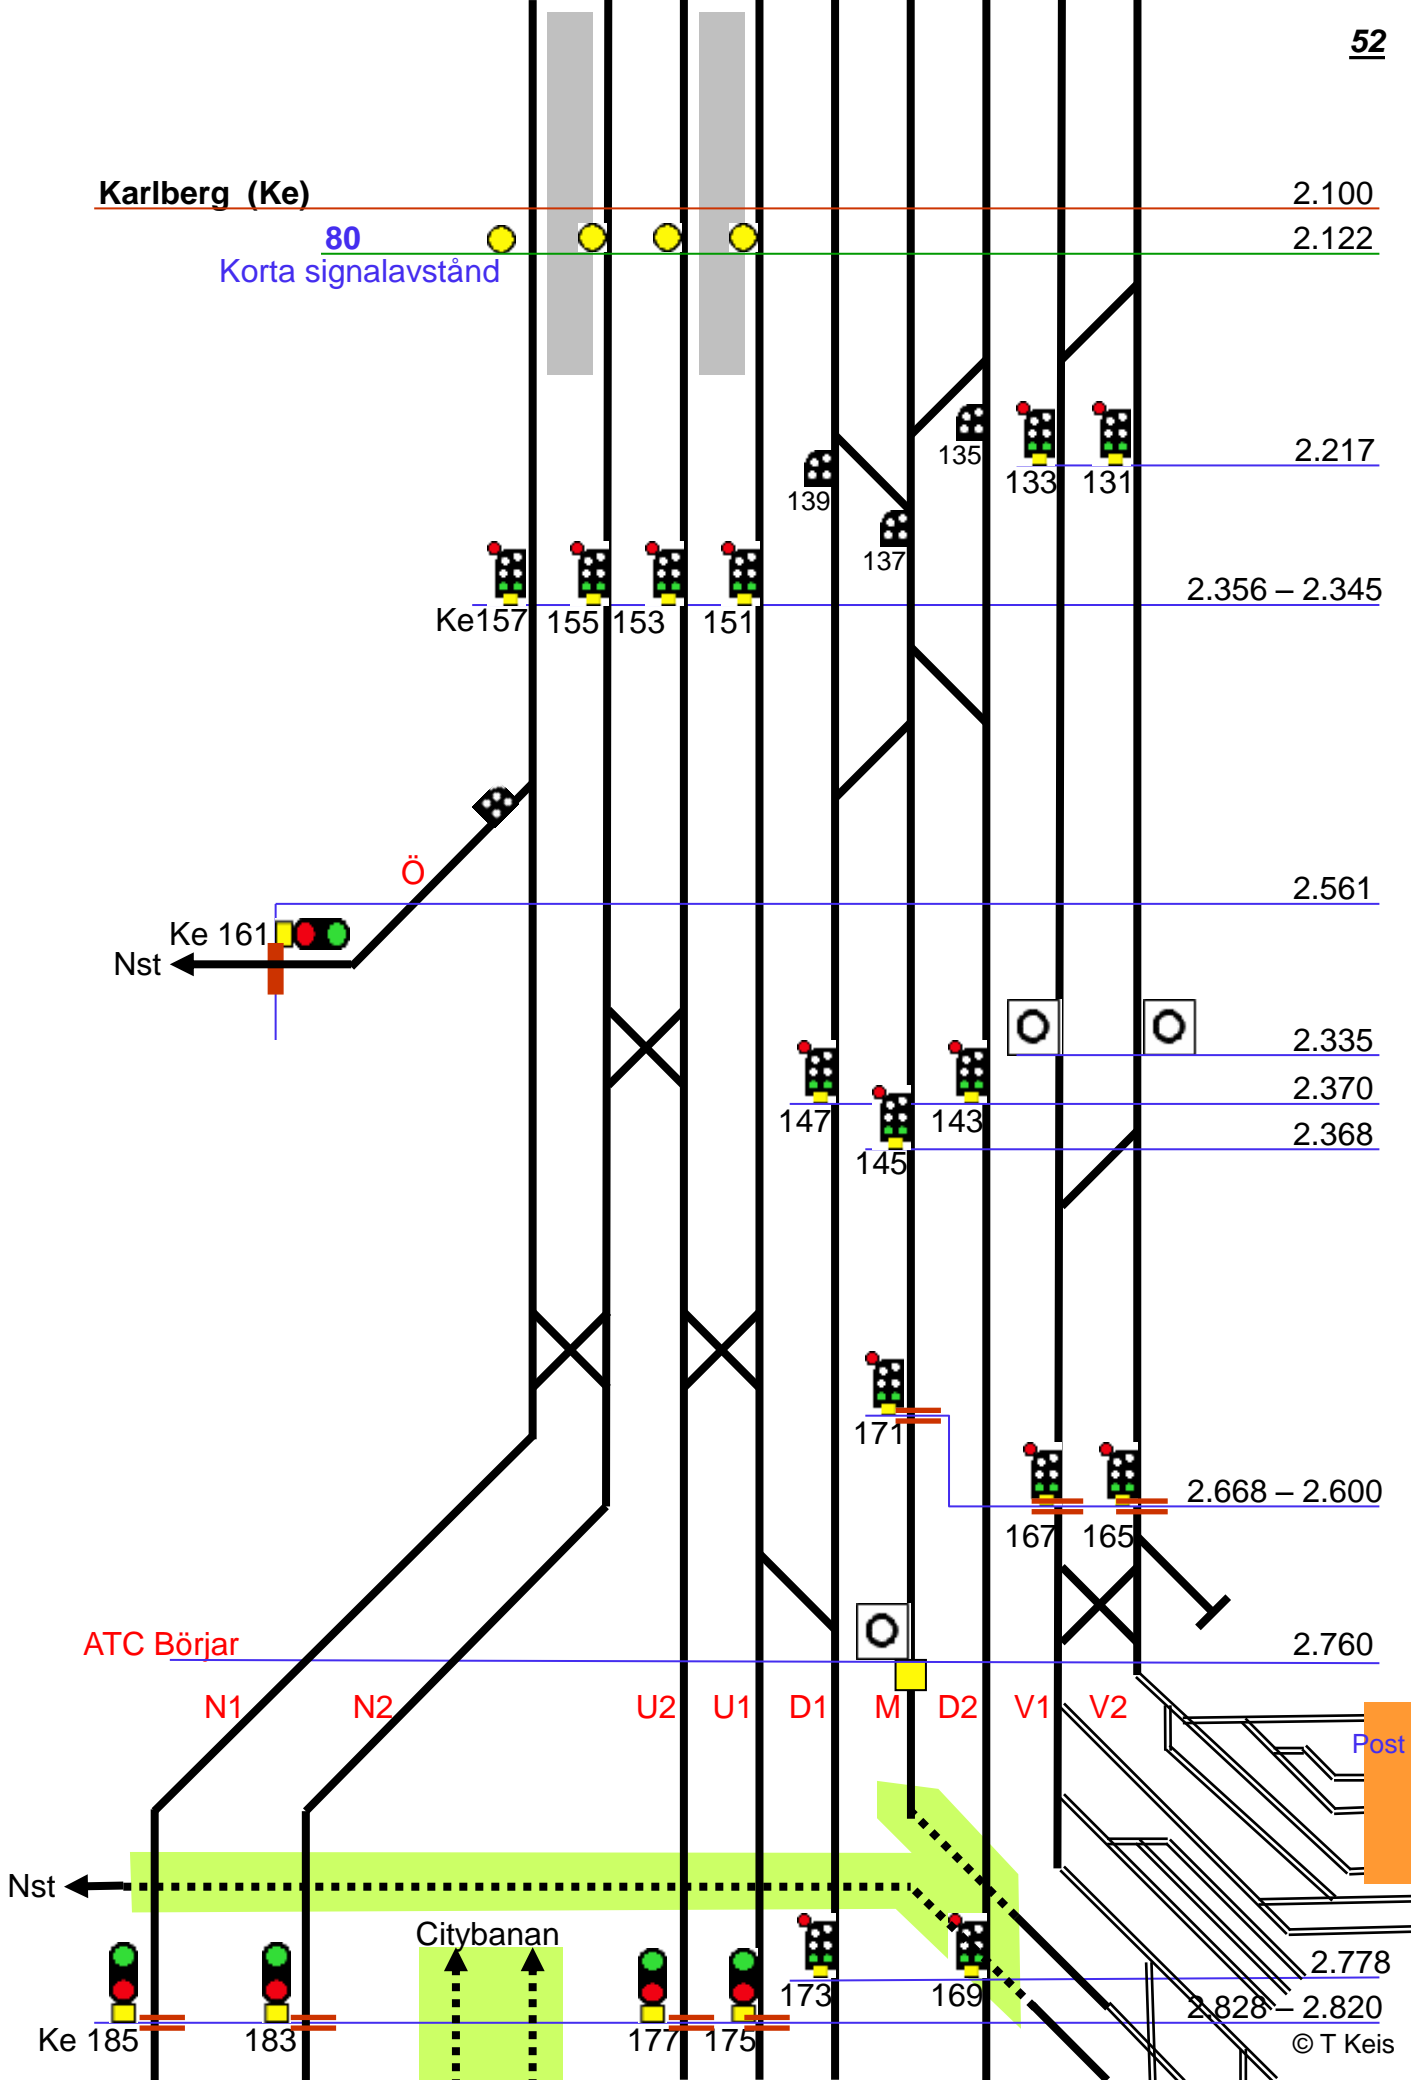 52
Karlberg (Ke) 2.100
80 2.122
Korta signalavstånd
135
133 131 2.217
139
137
2.356 – 2.345
Ke157 155 153 151
Ö
2.561
Ke 161
Nst
2.335
147 143 2.370
145 2.368
171
2.668 – 2.600
167 165
ATC Börjar 2.760
N1 N2 U2 U1 D1 M D2 V1 V2
Post
Nst
Citybanan
2.778
173 169
2.828 – 2.820
Ke 185 183 177 175
© T Keis